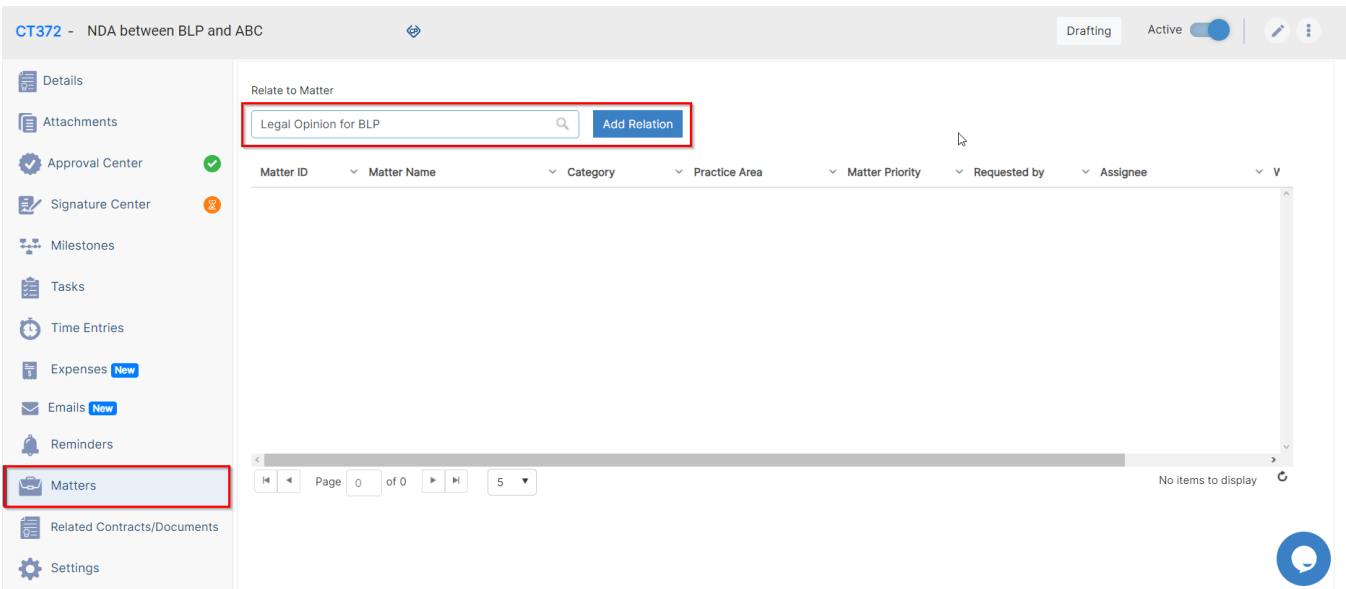 CT372 - NDA between BLP and ABC
Drafting
Active
Details
Attachments
Approval Center
Signature Center
Milestones
Tasks
Time Entries
Expenses New
Emails New
Reminders
Matters
Related Contracts/Documents
Settings
Relate to Matter
Legal Opinion for BLP
Add Relation
Matter ID Matter Name Category Practice Area Matter Priority Requested by Assignee
Page 0 of 0 5 No items to display